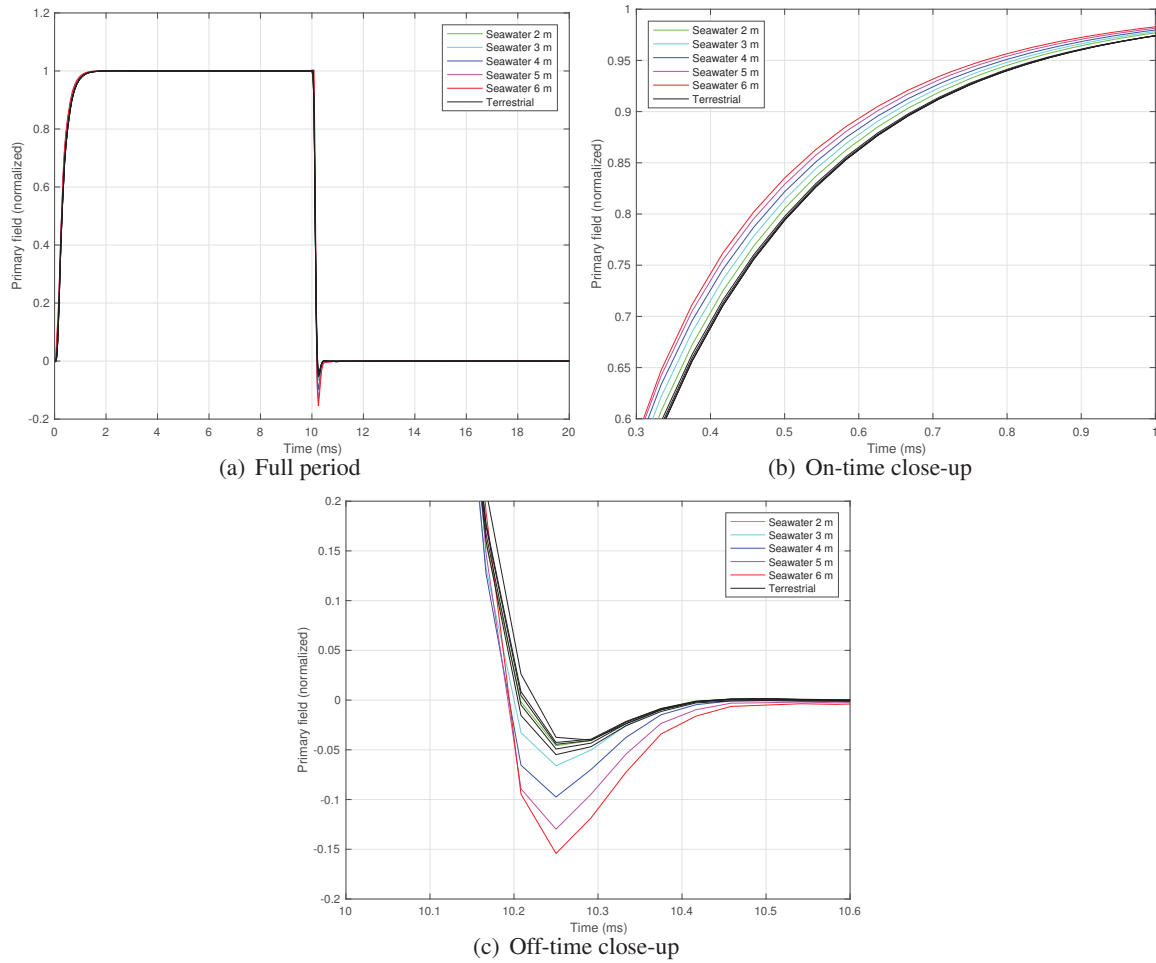 1.2
1
0.8
0.6
0.4
0.2
0
-0.2
Primary field (normalized)
Seawater 2 m
Seawater 3 m
Seawater 4 m
Seawater 5 m
Seawater 6 m
Terrestrial
0 2 4 6 8 10 12 14 16 18 20
Time (ms)
(a) Full period
1
0.95
0.9
0.85
0.8
0.75
0.7
0.65
0.6
Primary field (normalized)
Seawater 2 m
Seawater 3 m
Seawater 4 m
Seawater 5 m
Seawater 6 m
Terrestrial
0.3 0.4 0.5 0.6 0.7 0.8 0.9 1
Time (ms)
(b) On-time close-up
0.2
0.15
0.1
0.05
0
-0.05
-0.1
-0.15
-0.2
Primary field (normalized)
Seawater 2 m
Seawater 3 m
Seawater 4 m
Seawater 5 m
Seawater 6 m
Terrestrial
10 10.1 10.2 10.3 10.4 10.5 10.6
Time (ms)
(c) Off-time close-up